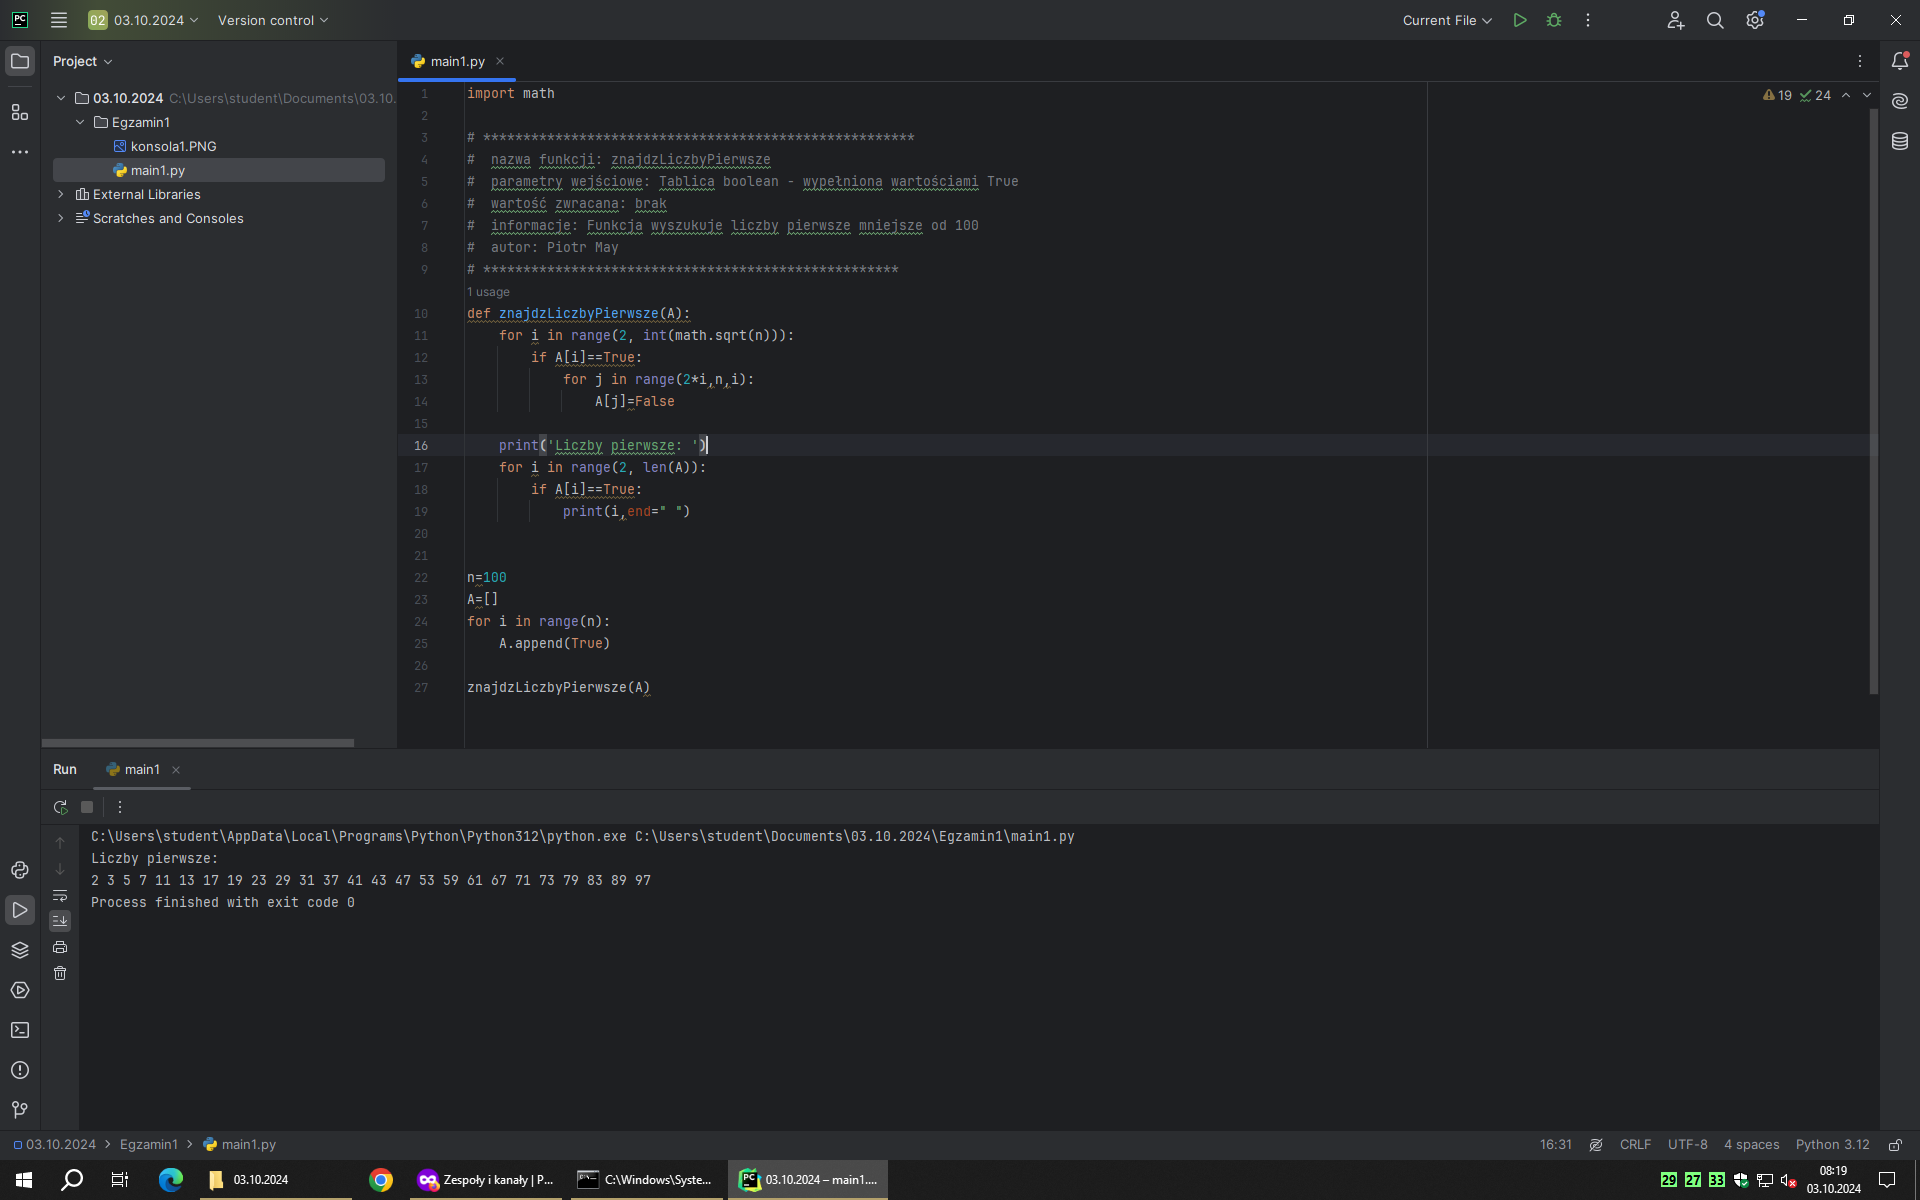 PC 02 03.10.2024 Version control Current File
Project
main1.py
03.10.2024 C:\Users\student\Documents\03.10.
Egzamin1
konsola1.PNG
main1.py
External Libraries
Scratches and Consoles
19 24
1 import math
2
3 # ******************************************************
4 #  nazwa funkcji: znajdzLiczbyPierwsze
5 #  parametry wejściowe: Tablica boolean - wypełniona wartościami True
6 #  wartość zwracana: brak
7 #  informacje: Funkcja wyszukuje liczby pierwsze mniejsze od 100
8 #  autor: Piotr May
9 # ****************************************************
1 usage
10 def znajdzLiczbyPierwsze(A):
11     for i in range(2, int(math.sqrt(n))):
12         if A[i]==True:
13             for j in range(2*i,n,i):
14                 A[j]=False
15
16     print('Liczby pierwsze: ')
17     for i in range(2, len(A)):
18         if A[i]==True:
19             print(i,end=" ")
20
21
22 n=100
23 A=[]
24 for i in range(n):
25     A.append(True)
26
27 znajdzLiczbyPierwsze(A)
Run main1
C:\Users\student\AppData\Local\Programs\Python\Python312\python.exe C:\Users\student\Documents\03.10.2024\Egzamin1\main1.py
Liczby pierwsze:
2 3 5 7 11 13 17 19 23 29 31 37 41 43 47 53 59 61 67 71 73 79 83 89 97
Process finished with exit code 0
03.10.2024 Egzamin1 main1.py 16:31 CRLF UTF-8 4 spaces Python 3.12
03.10.2024 Zespoły i kanały | P... C:\Windows\Syste... PC 03.10.2024 – main1.... 29 27 33 08:19
03.10.2024